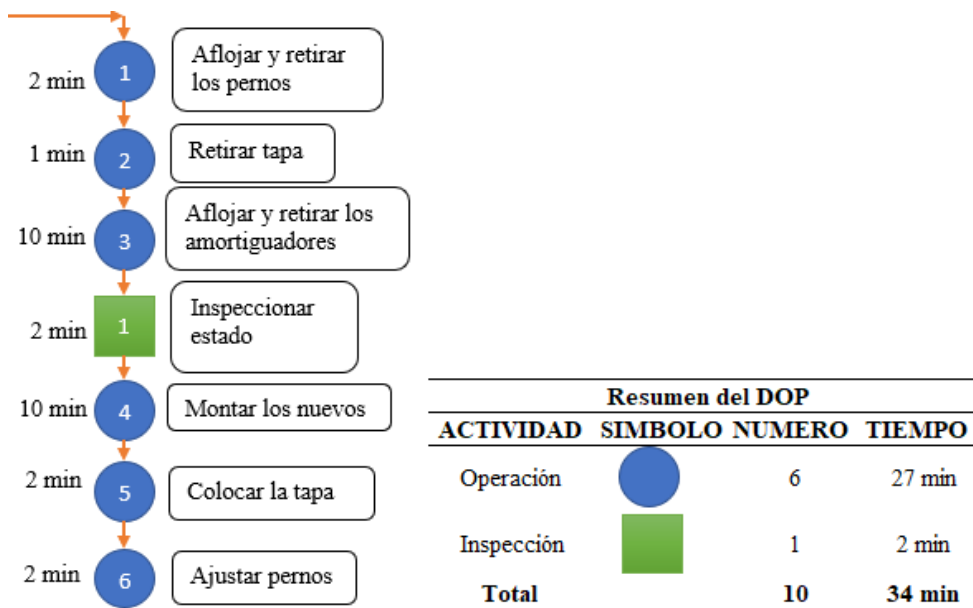 2 min
1
Aflojar y retirar
los pernos
1 min
2
Retirar tapa
10 min
3
Aflojar y retirar los
amortiguadores
2 min
1
Inspeccionar
estado
10 min
4
Montar los nuevos
2 min
5
Colocar la tapa
2 min
6
Ajustar pernos
Resumen del DOP
ACTIVIDAD SIMBOLO NUMERO TIEMPO
Operación 6 27 min
Inspección 1 2 min
Total 10 34 min